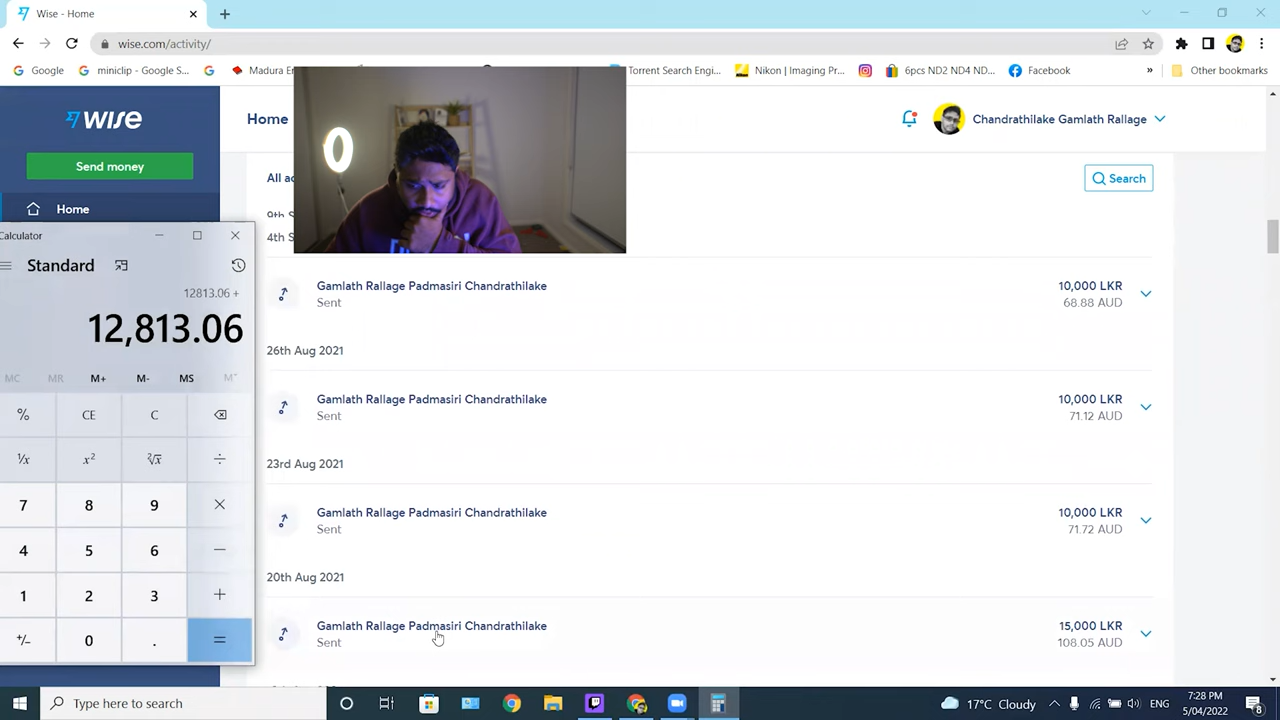 Wise - Home
wise.com/activity/
Google
miniclip - Google S...
Madura E
Torrent Search Engi...
Nikon | Imaging Pr...
6pcs ND2 ND4 ND...
Facebook
»
Other bookmarks
WISE
Home
Chandrathilake Gamlath Rallage
Send money
All ac
Search
Home
9th S
4th S
Calculator
Standard
12813.06 +
12,813.06
MC MR M+ M- MS M˅
% CE C
¹/x x² ²√x ÷
7 8 9 ×
4 5 6 −
1 2 3 +
+/− 0 . =
Gamlath Rallage Padmasiri Chandrathilake 10,000 LKR
Sent 68.88 AUD
26th Aug 2021
Gamlath Rallage Padmasiri Chandrathilake 10,000 LKR
Sent 71.12 AUD
23rd Aug 2021
Gamlath Rallage Padmasiri Chandrathilake 10,000 LKR
Sent 71.72 AUD
20th Aug 2021
Gamlath Rallage Padmasiri Chandrathilake 15,000 LKR
Sent 108.05 AUD
Type here to search
17°C Cloudy
ENG
7:28 PM
5/04/2022
8